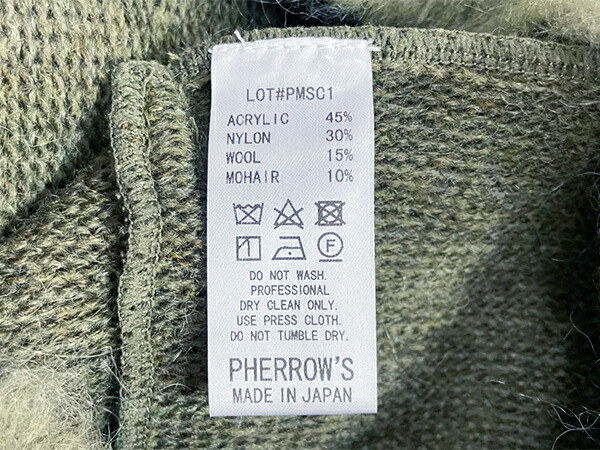 LOT#PMSC1
ACRYLIC 45%
NYLON 30%
WOOL 15%
MOHAIR 10%
F
DO NOT WASH.
PROFESSIONAL
DRY CLEAN ONLY.
USE PRESS CLOTH.
DO NOT TUMBLE DRY.
PHERROW'S
MADE IN JAPAN